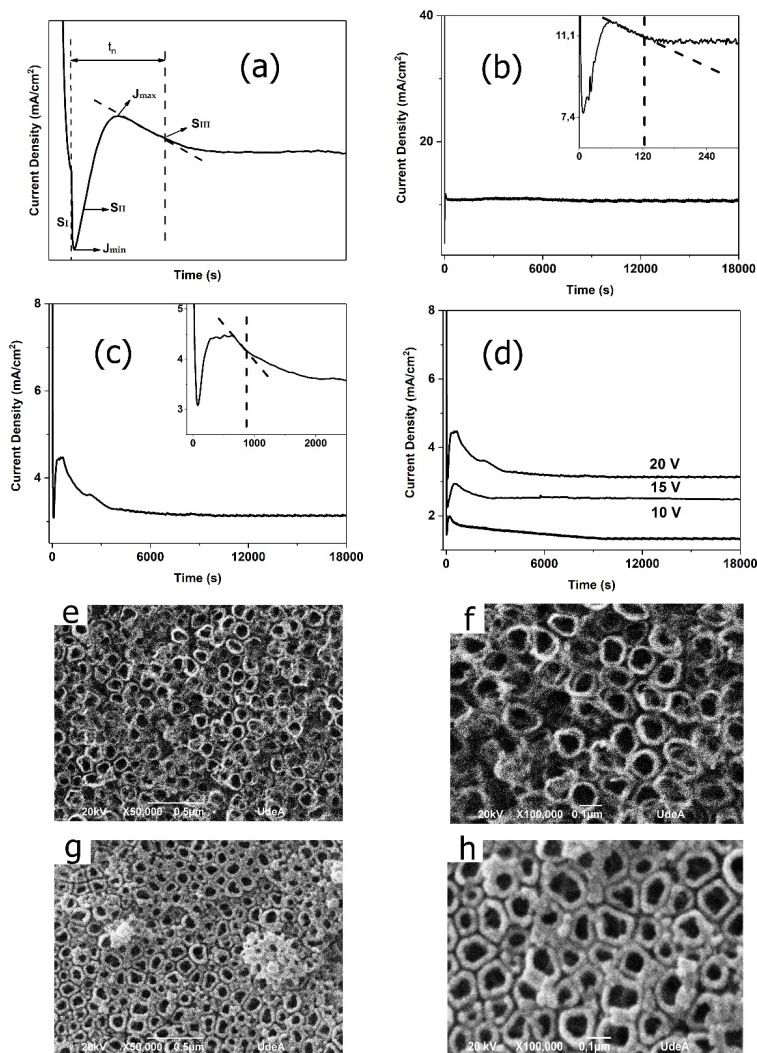 (a)
tn
Jmax
SIII
SI
SII
Jmin
Current Density (mA/cm²)
Time (s)
(b)
40
20
Current Density (mA/cm²)
11,1
7,4
0 120 240
0 6000 12000 18000
Time (s)
(c)
8
6
4
Current Density (mA/cm²)
5
4
3
0 1000 2000
0 6000 12000 18000
Time (s)
(d)
8
6
4
2
Current Density (mA/cm²)
20 V
15 V
10 V
0 6000 12000 18000
Time (s)
e
20kV X50,000 0.5µm UdeA
f
20kV X100,000 0.1µm UdeA
g
20kV X50,000 0.5µm UdeA
h
20 kV X100,000 0,1µm UdeA